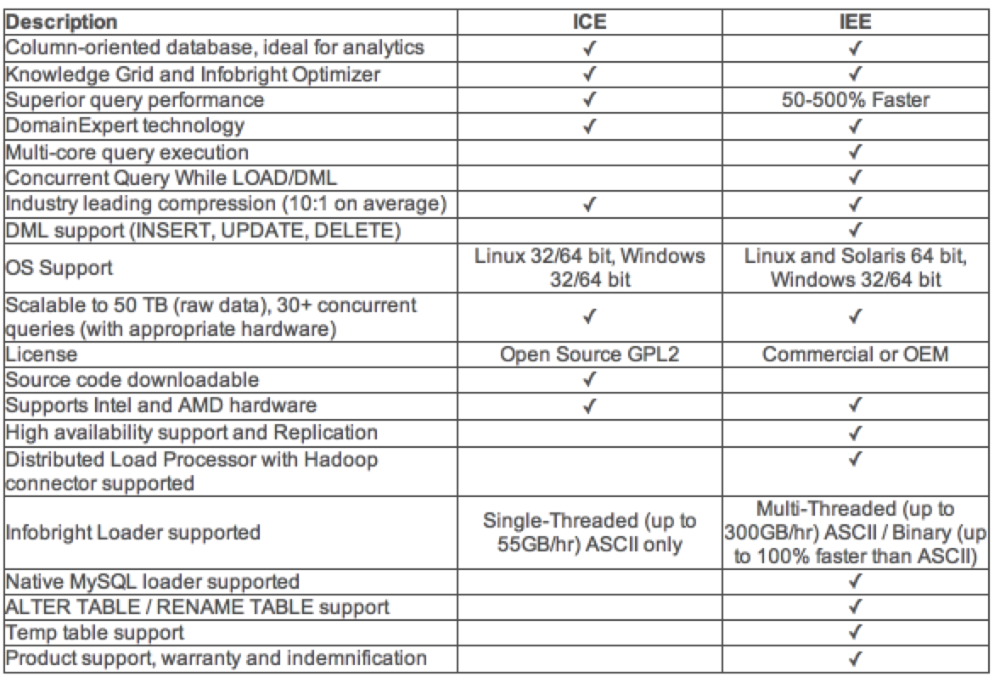 Description ICE IEE
Column-oriented database, ideal for analytics ✓ ✓
Knowledge Grid and Infobright Optimizer ✓ ✓
Superior query performance ✓ 50-500% Faster
DomainExpert technology ✓ ✓
Multi-core query execution ✓
Concurrent Query While LOAD/DML ✓
Industry leading compression (10:1 on average) ✓ ✓
DML support (INSERT, UPDATE, DELETE) ✓
OS Support
Linux 32/64 bit, Windows
32/64 bit
Linux and Solaris 64 bit,
Windows 32/64 bit
Scalable to 50 TB (raw data), 30+ concurrent
queries (with appropriate hardware)
✓ ✓
License Open Source GPL2 Commercial or OEM
Source code downloadable ✓
Supports Intel and AMD hardware ✓ ✓
High availability support and Replication ✓
Distributed Load Processor with Hadoop
connector supported
✓
Infobright Loader supported
Single-Threaded (up to
55GB/hr) ASCII only
Multi-Threaded (up to
300GB/hr) ASCII / Binary (up
to 100% faster than ASCII)
Native MySQL loader supported ✓
ALTER TABLE / RENAME TABLE support ✓
Temp table support ✓
Product support, warranty and indemnification ✓